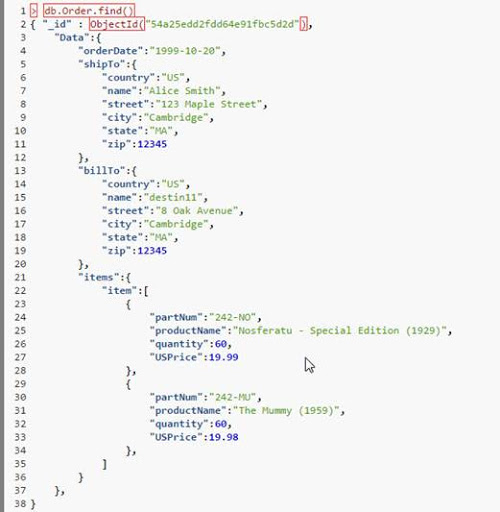 1 > db.Order.find()
2 { "_id" : ObjectId("54a25edd2fdd64e91fbc5d2d"),
3 "Data":{
4 "orderDate":"1999-10-20",
5 "shipTo":{
6 "country":"US",
7 "name":"Alice Smith",
8 "street":"123 Maple Street",
9 "city":"Cambridge",
10 "state":"MA",
11 "zip":12345
12 },
13 "billTo":{
14 "country":"US",
15 "name":"destin11",
16 "street":"8 Oak Avenue",
17 "city":"Cambridge",
18 "state":"MA",
19 "zip":12345
20 },
21 "items":{
22 "item":[
23 {
24 "partNum":"242-NO",
25 "productName":"Nosferatu - Special Edition (1929)",
26 "quantity":60,
27 "USPrice":19.99
28 },
29 {
30 "partNum":"242-MU",
31 "productName":"The Mummy (1959)",
32 "quantity":60,
33 "USPrice":19.98
34 },
35 ]
36 }
37 },
38 }